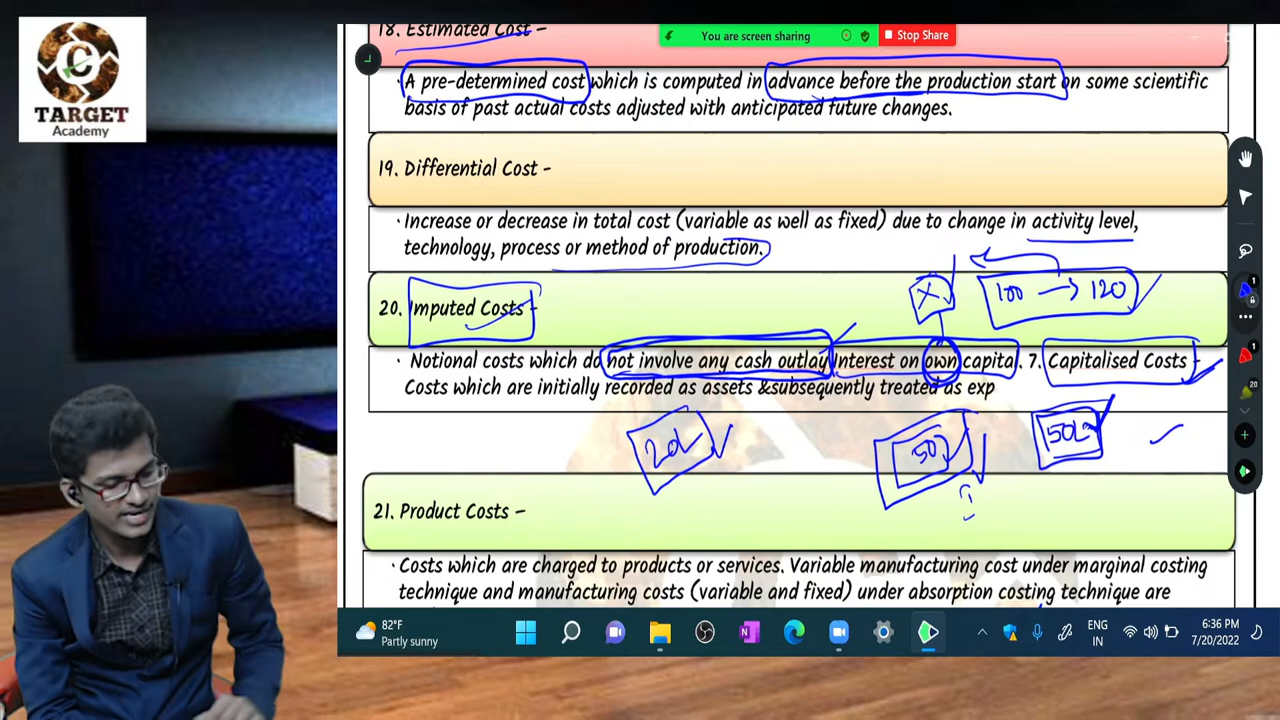 TARGET
Academy
18. Estimated Cost -
You are screen sharing
Stop Share
· A pre-determined cost which is computed in advance before the production start on some scientific
basis of past actual costs adjusted with anticipated future changes.
19. Differential Cost -
· Increase or decrease in total cost (variable as well as fixed) due to change in activity level,
technology, process or method of production.
20. Imputed Costs -
X
100 → 120
· Notional costs which do not involve any cash outlay Interest on own capital. 7. Capitalised Costs -
Costs which are initially recorded as assets &subsequently treated as exp
20L
50L
50L
?
21. Product Costs -
· Costs which are charged to products or services. Variable manufacturing cost under marginal costing
technique and manufacturing costs (variable and fixed) under absorption costing technique are
82°F
Partly sunny
ENG
IN
6:36 PM
7/20/2022
1
1
20